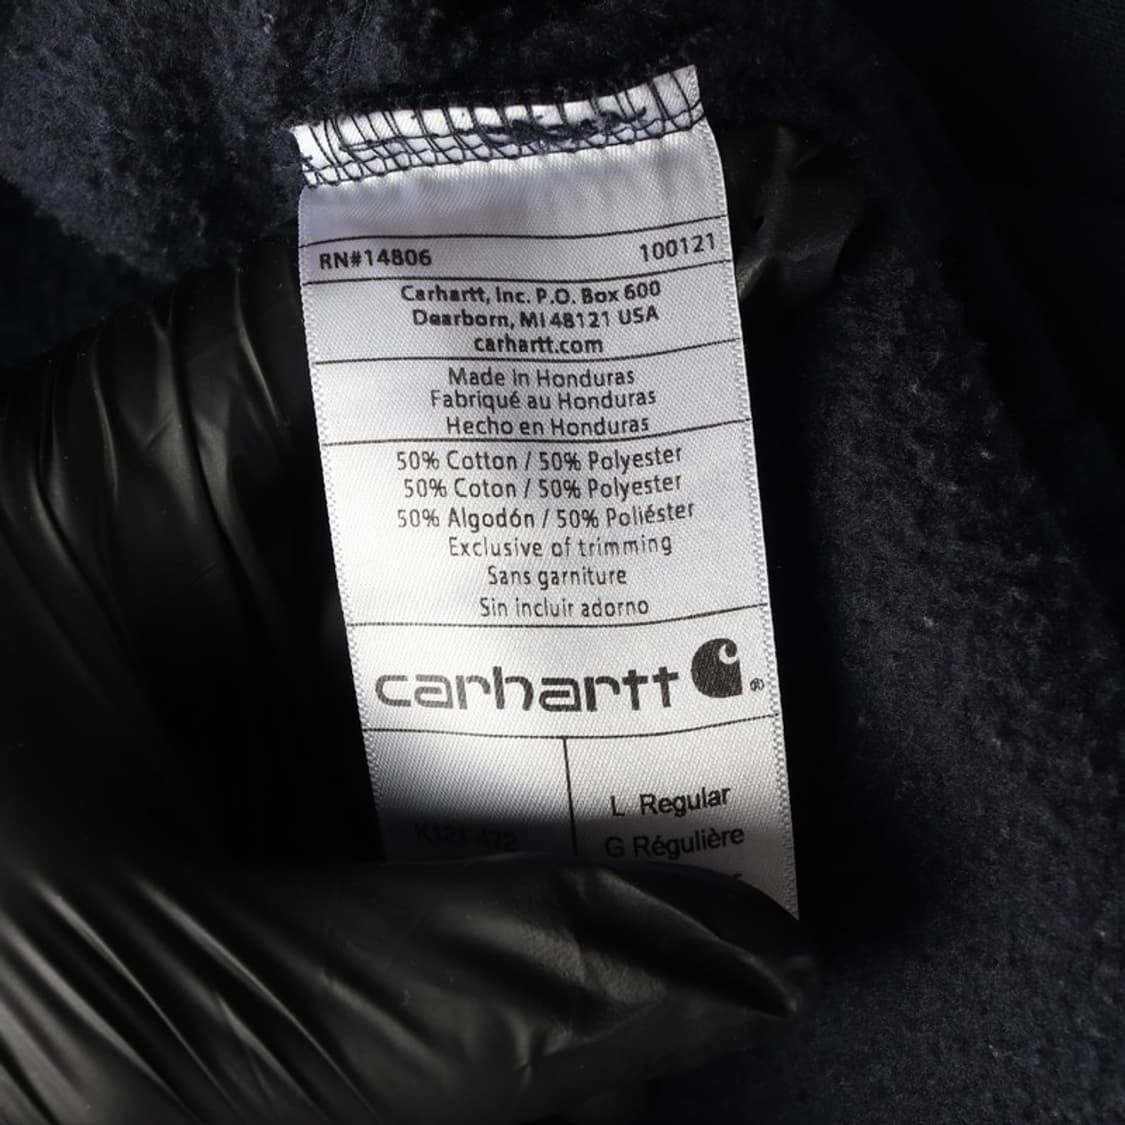 RN#14806 100121
Carhartt, Inc. P.O. Box 600
Dearborn, MI 48121 USA
carhartt.com
Made in Honduras
Fabriqué au Honduras
Hecho en Honduras
50% Cotton / 50% Polyester
50% Coton / 50% Polyester
50% Algodón / 50% Poliéster
Exclusive of trimming
Sans garniture
Sin incluir adorno
carhartt ®
L Regular
K121-472 G Régulière